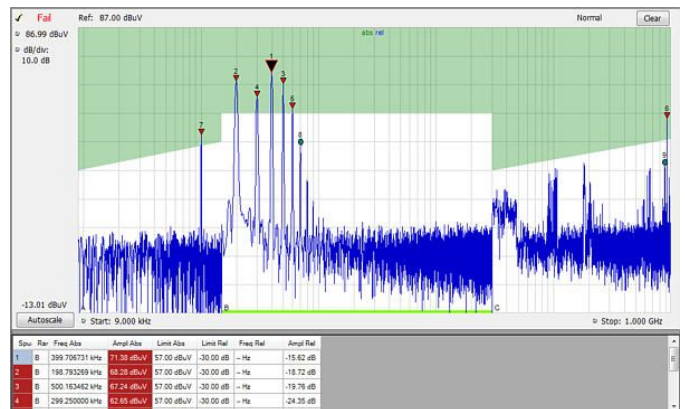 ✓ Fail Ref: 87.00 dBuV Normal Clear
86.99 dBuV
dB/div:
10.0 dB
abs rel
1
2
3
4
5
7
8
6
9
A
B
C
-13.01 dBuV
Autoscale Start: 9.000 kHz Stop: 1.000 GHz
Spu Rar Freq Abs Ampl Abs Limit Abs Limit Rel Freq Rel Ampl Rel
1 B 399.706731 kHz 71.38 dBuV 57.00 dBuV -30.00 dB -- Hz -15.62 dB
2 B 198.793269 kHz 68.28 dBuV 57.00 dBuV -30.00 dB -- Hz -18.72 dB
3 B 500.163462 kHz 67.24 dBuV 57.00 dBuV -30.00 dB -- Hz -19.76 dB
4 B 299.250000 kHz 62.65 dBuV 57.00 dBuV -30.00 dB -- Hz -24.35 dB